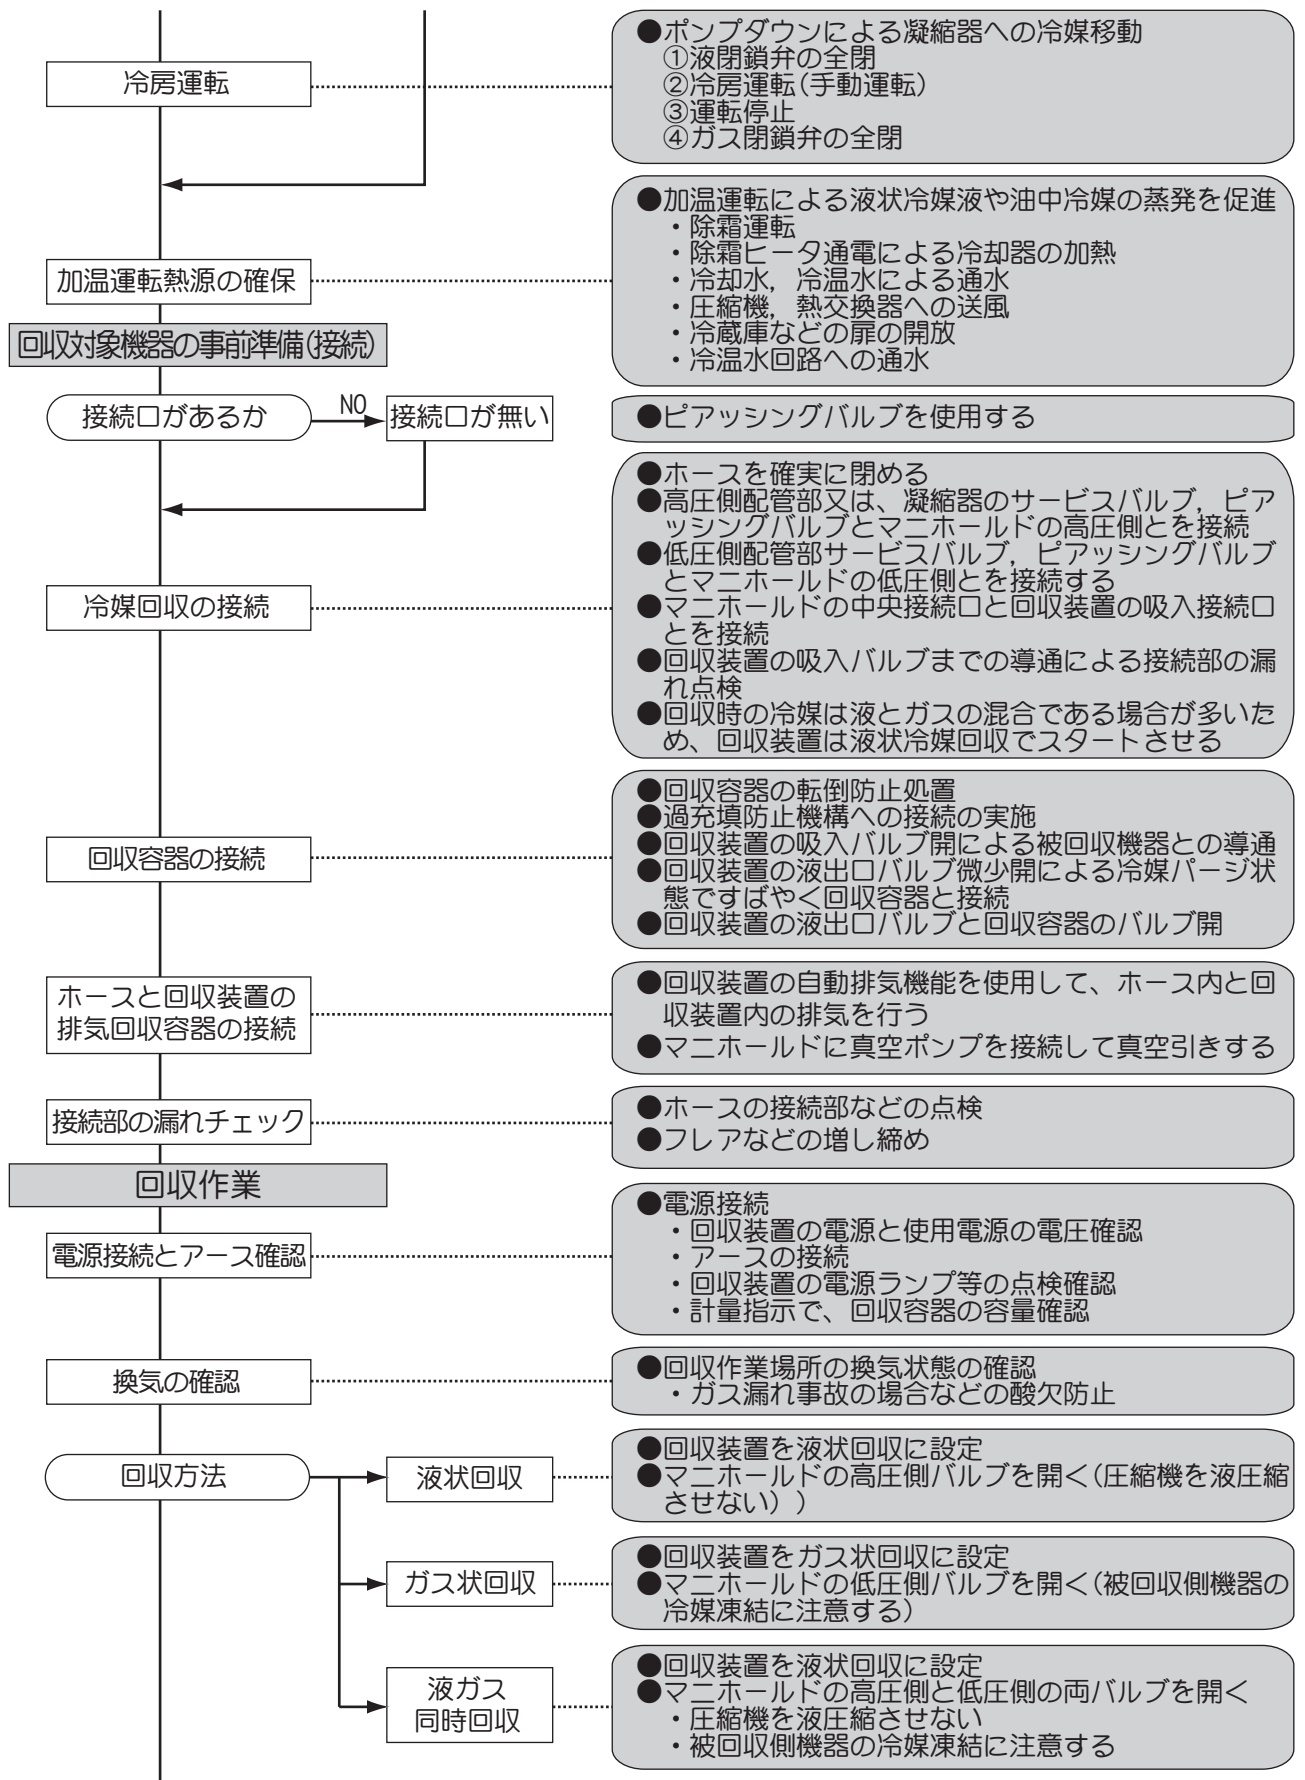 冷房運転
●ポンプダウンによる凝縮器への冷媒移動
①液閉鎖弁の全閉
②冷房運転(手動運転)
③運転停止
④ガス閉鎖弁の全閉
加温運転熱源の確保
●加温運転による液状冷媒液や油中冷媒の蒸発を促進
・除霜運転
・除霜ヒータ通電による冷却器の加熱
・冷却水，冷温水による通水
・圧縮機，熱交換器への送風
・冷蔵庫などの扉の開放
・冷温水回路への通水
回収対象機器の事前準備(接続)
接続口があるか
NO
接続口が無い
●ピアッシングバルブを使用する
冷媒回収の接続
●ホースを確実に閉める
●高圧側配管部又は、凝縮器のサービスバルブ，ピア
ッシングバルブとマニホールドの高圧側とを接続
●低圧側配管部サービスバルブ，ピアッシングバルブ
とマニホールドの低圧側とを接続する
●マニホールドの中央接続口と回収装置の吸入接続口
とを接続
●回収装置の吸入バルブまでの導通による接続部の漏
れ点検
●回収時の冷媒は液とガスの混合である場合が多いた
め、回収装置は液状冷媒回収でスタートさせる
回収容器の接続
●回収容器の転倒防止処置
●過充填防止機構への接続の実施
●回収装置の吸入バルブ開による被回収機器との導通
●回収装置の液出口バルブ微少開による冷媒パージ状
態ですばやく回収容器と接続
●回収装置の液出口バルブと回収容器のバルブ開
ホースと回収装置の
排気回収容器の接続
●回収装置の自動排気機能を使用して、ホース内と回
収装置内の排気を行う
●マニホールドに真空ポンプを接続して真空引きする
接続部の漏れチェック
●ホースの接続部などの点検
●フレアなどの増し締め
回収作業
電源接続とアース確認
●電源接続
・回収装置の電源と使用電源の電圧確認
・アースの接続
・回収装置の電源ランプ等の点検確認
・計量指示で、回収容器の容量確認
換気の確認
●回収作業場所の換気状態の確認
・ガス漏れ事故の場合などの酸欠防止
回収方法
液状回収
●回収装置を液状回収に設定
●マニホールドの高圧側バルブを開く(圧縮機を液圧縮
させない））
ガス状回収
●回収装置をガス状回収に設定
●マニホールドの低圧側バルブを開く(被回収側機器の
冷媒凍結に注意する)
液ガス
同時回収
●回収装置を液状回収に設定
●マニホールドの高圧側と低圧側の両バルブを開く
・圧縮機を液圧縮させない
・被回収側機器の冷媒凍結に注意する